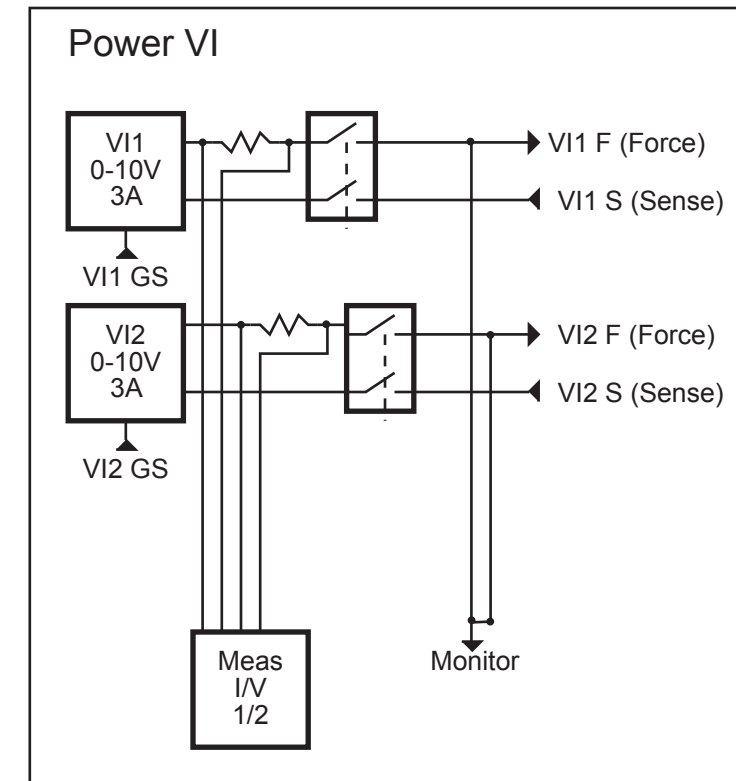 Power VI
VI1
0-10V
3A
VI1 F (Force)
VI1 S (Sense)
VI1 GS
VI2
0-10V
3A
VI2 F (Force)
VI2 S (Sense)
VI2 GS
Meas
I/V
1/2
Monitor